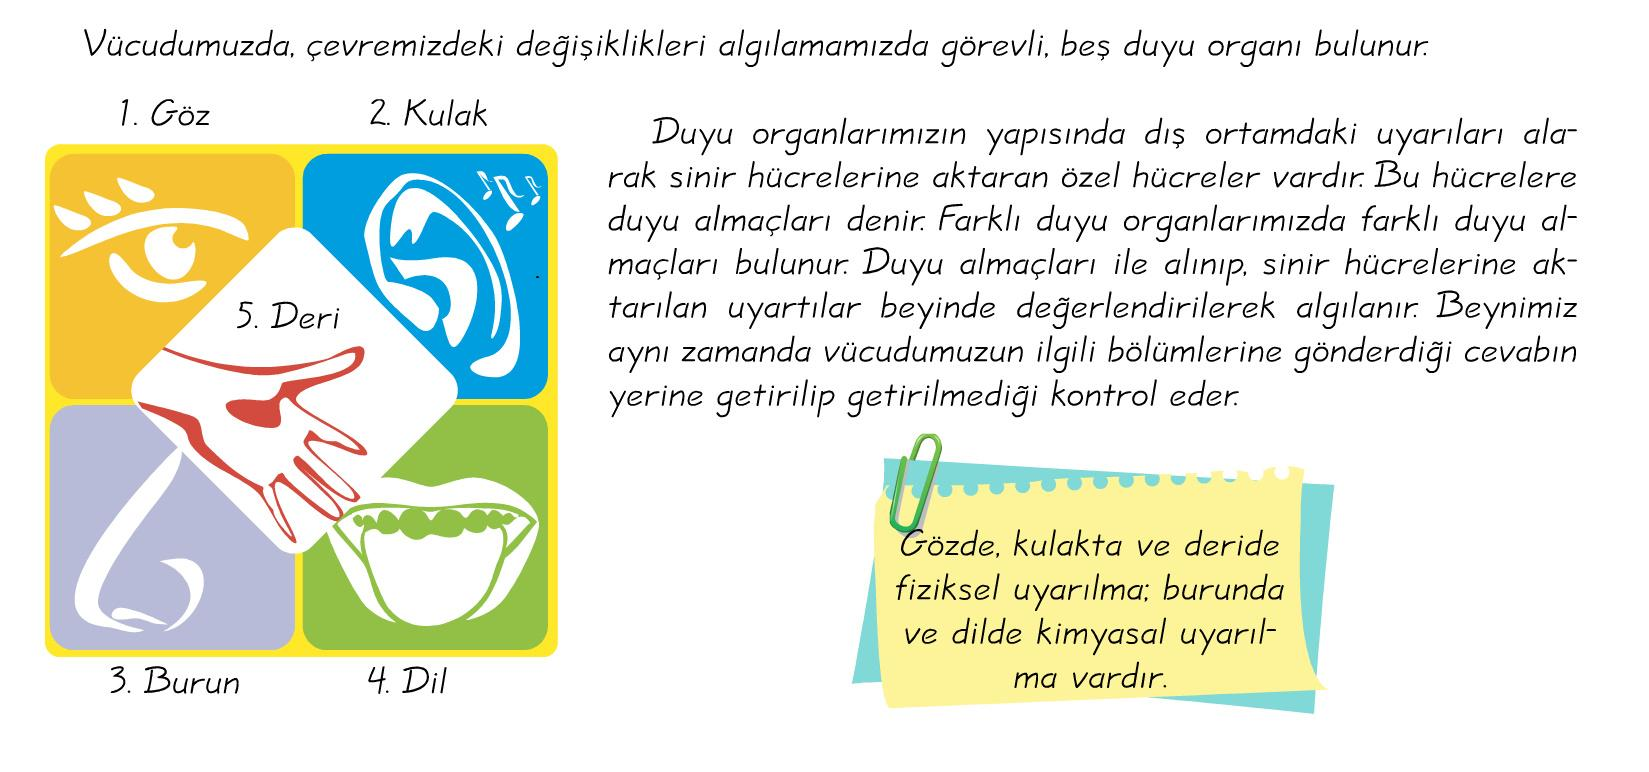 Vücudumuzda, çevremizdeki değişiklikleri algılamamızda görevli, beş duyu organı bulunur.
1. Göz
2. Kulak
5. Deri
3. Burun
4. Dil
Duyu organlarımızın yapısında dış ortamdaki uyarıları ala-
rak sinir hücrelerine aktaran özel hücreler vardır. Bu hücrelere
duyu almaçları denir. Farklı duyu organlarımızda farklı duyu al-
maçları bulunur. Duyu almaçları ile alınıp, sinir hücrelerine ak-
tarılan uyartılar beyinde değerlendirilerek algılanır. Beynimiz
aynı zamanda vücudumuzun ilgili bölümlerine gönderdiği cevabın
yerine getirilip getirilmediği kontrol eder.
Gözde, kulakta ve deride
fiziksel uyarılma; burunda
ve dilde kimyasal uyarıl-
ma vardır.